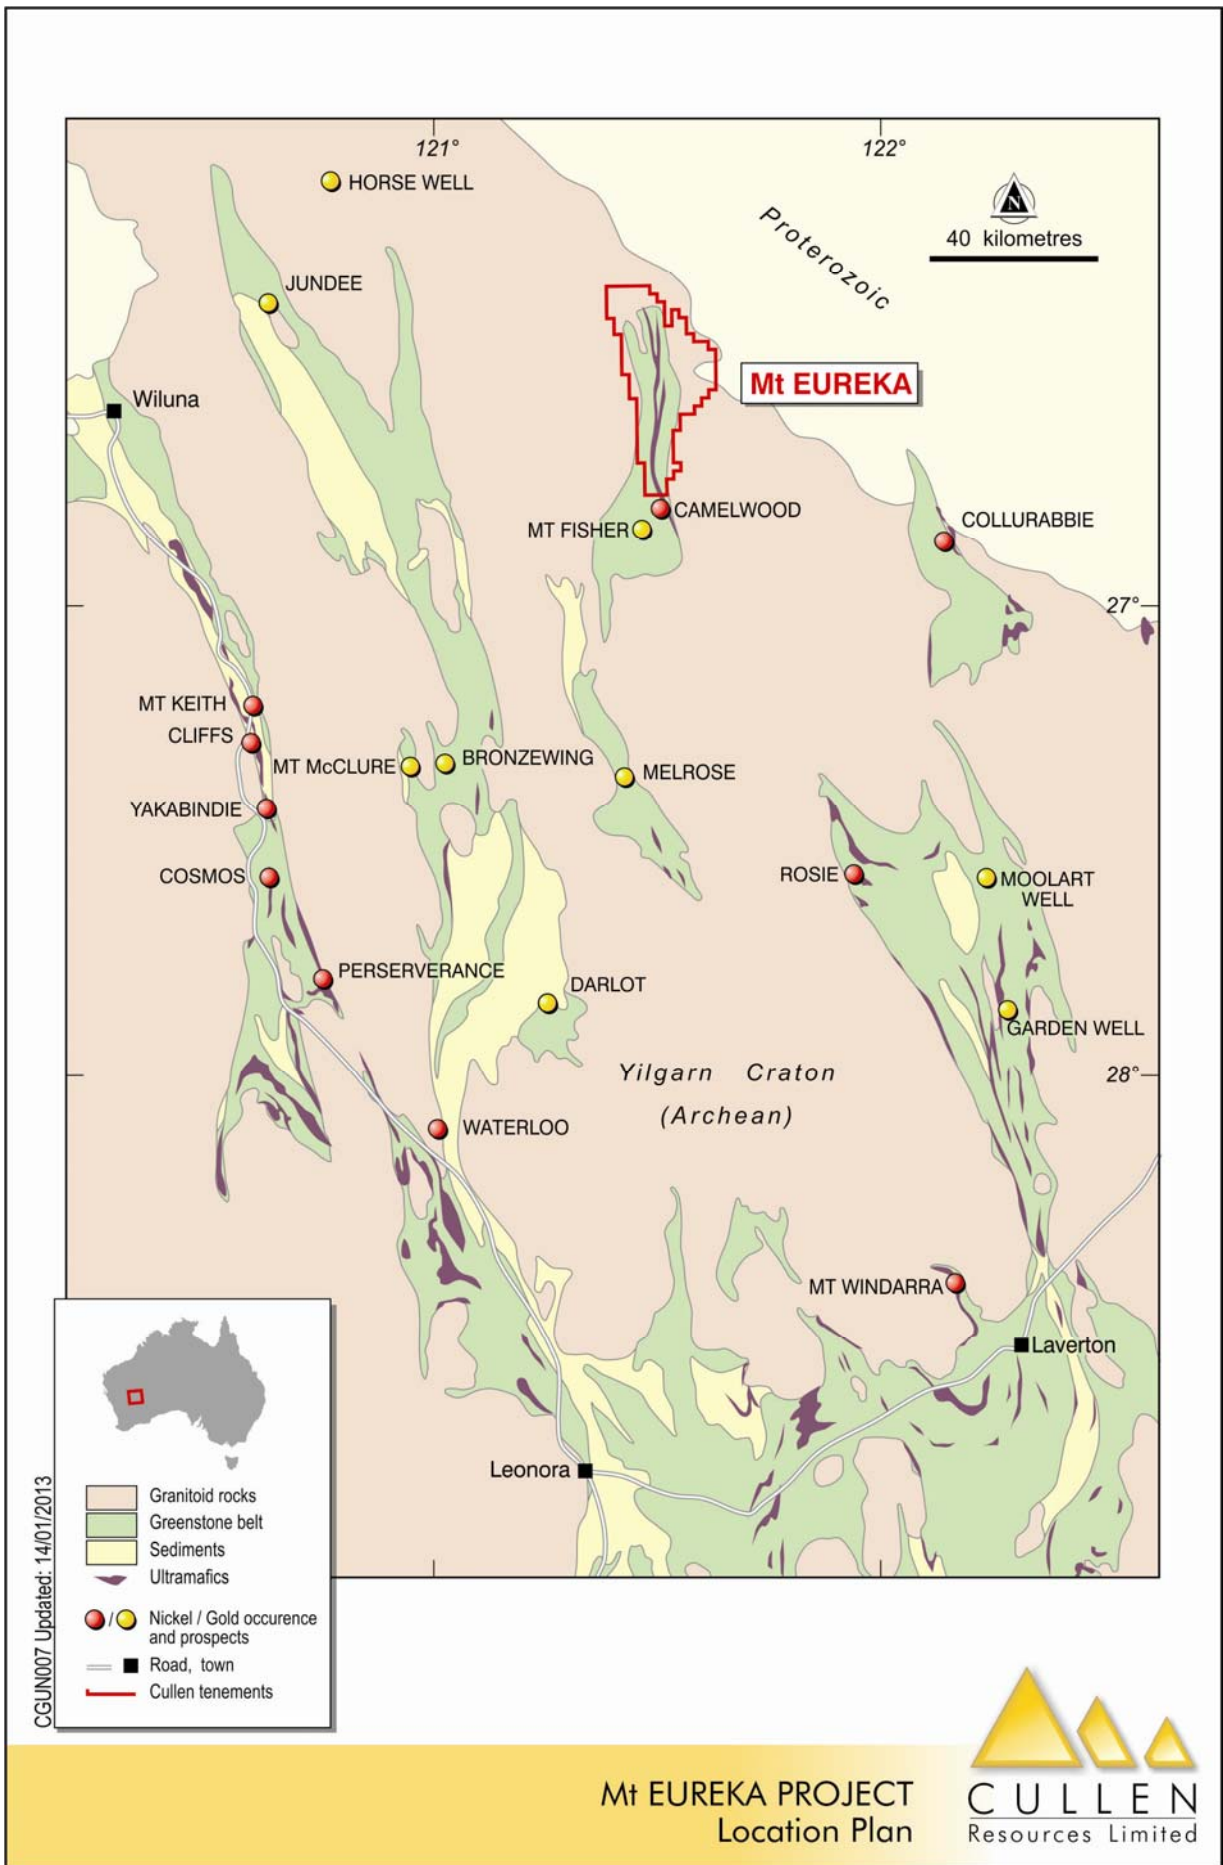 121°
122°
HORSE WELL
N
40 kilometres
Proterozoic
JUNDEE
Mt EUREKA
Wiluna
CAMELWOOD
MT FISHER
COLLURABBIE
27°
MT KEITH
CLIFFS
MT McCLURE
BRONZEWING
MELROSE
YAKABINDIE
COSMOS
ROSIE
MOOLART
WELL
PERSERVERANCE
DARLOT
GARDEN WELL
Yilgarn Craton
(Archean)
28°
WATERLOO
MT WINDARRA
Laverton
Leonora
Granitoid rocks
Greenstone belt
Sediments
Ultramafics
/
Nickel / Gold occurence
and prospects
Road, town
Cullen tenements
CGUN007 Updated: 14/01/2013
Mt EUREKA PROJECT
Location Plan
CULLEN
Resources Limited